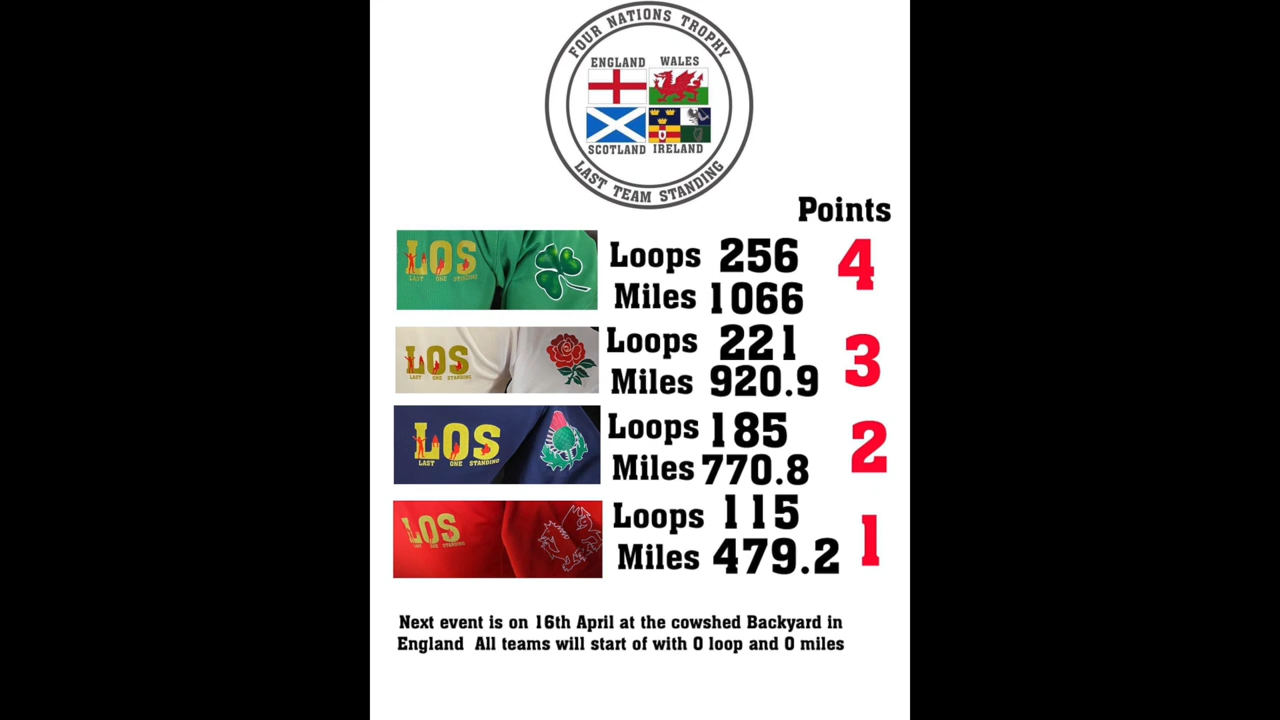 FOUR NATIONS TROPHY
ENGLAND WALES
SCOTLAND IRELAND
LAST TEAM STANDING
Points
LOS
LAST ONE STANDING
Loops 256
4
Miles 1066
LOS
LAST ONE STANDING
Loops 221
3
Miles 920.9
LOS
LAST ONE STANDING
Loops 185
2
Miles 770.8
LOS
LAST ONE STANDING
Loops 115
1
Miles 479.2
Next event is on 16th April at the cowshed Backyard in
England All teams will start of with 0 loop and 0 miles